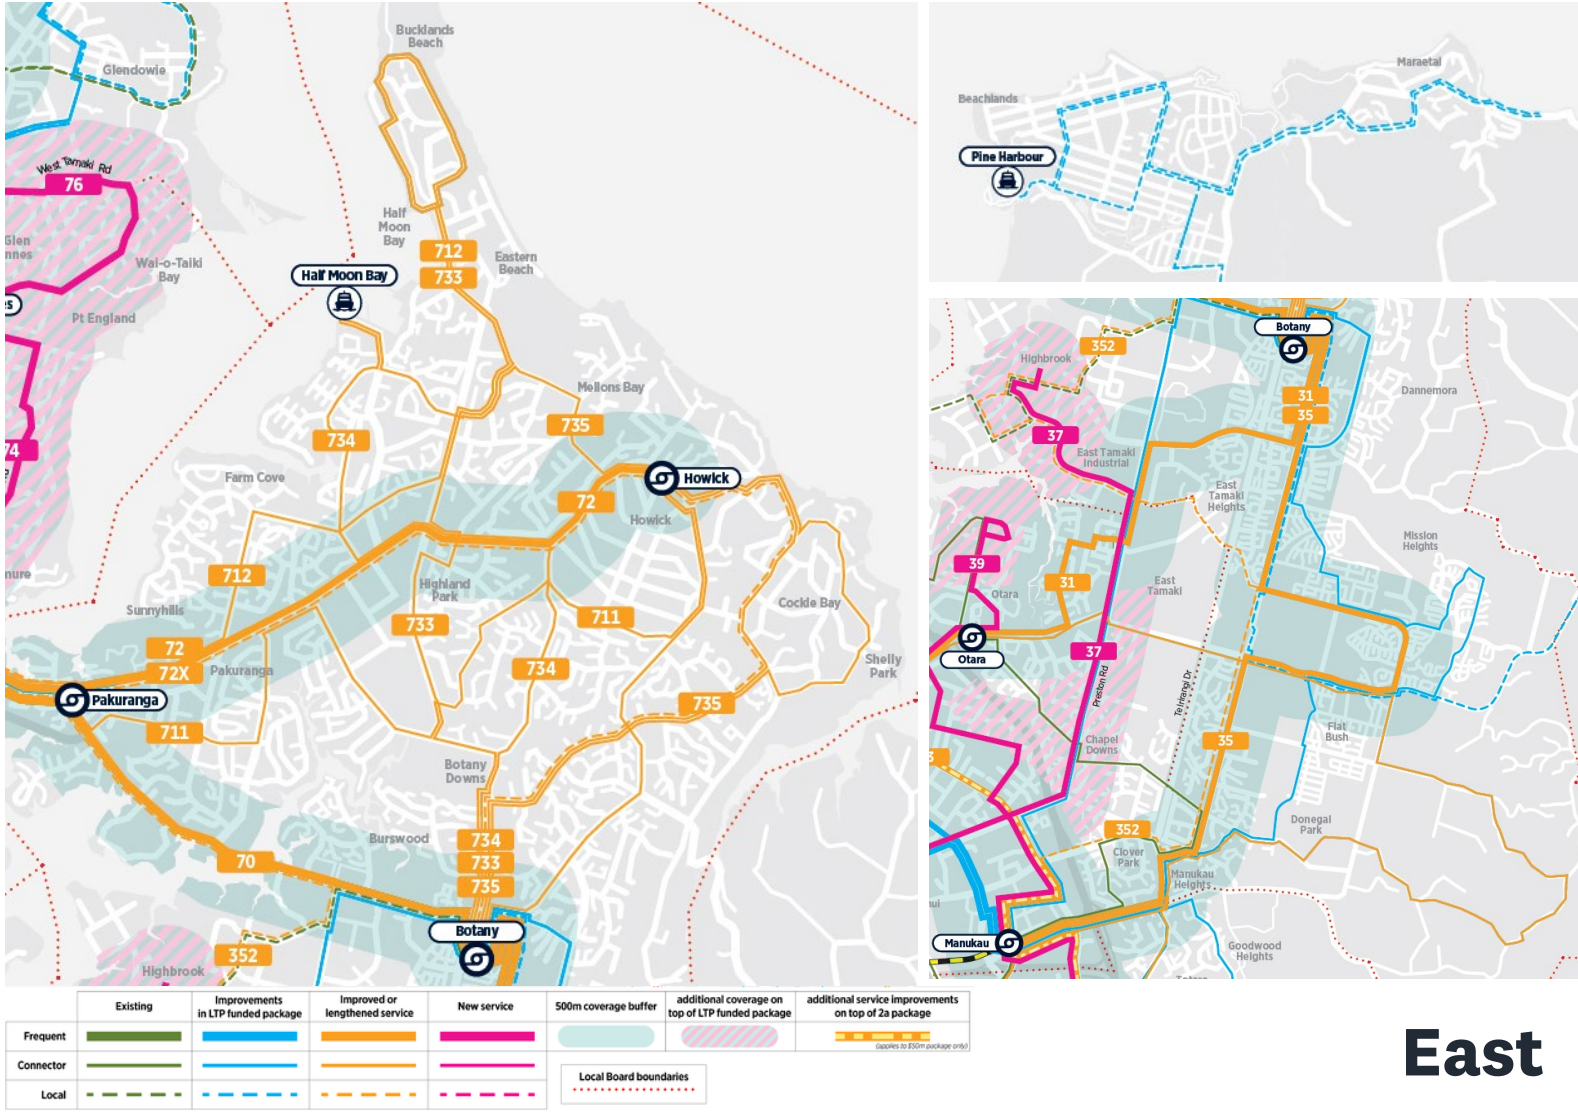 Bucklands
Beach
Glendowie
West Tamaki Rd
76
Half
Moon
Bay
712
733
Eastern
Beach
Wai-o-Taiki
Bay
Half Moon Bay
Pt England
Mellons Bay
735
734
74
Farm Cove
Howick
72
Howick
712
Highland
Park
Sunnyhills
733
711
Cockle Bay
72
72X
Pakuranga
734
Shelly
Park
Pakuranga
735
711
Botany
Downs
Burswood
734
733
735
70
Botany
352
Highbrook
Maraetai
Beachlands
Pine Harbour
Botany
352
Highbrook
31
35
Dannemora
37
East Tamaki
Industrial
East
Tamaki
Heights
Mission
Heights
39
31
Otara
East
Tamaki
Otara
37
Preston Rd
Te Irirangi Dr
35
Flat
Bush
Chapel
Downs
3
352
Donegal
Park
Clover
Park
Manukau
Heights
Manukau
Goodwood
Heights
Existing
Improvements
in LTP funded package
Improved or
lengthened service
New service
500m coverage buffer
additional coverage on
top of LTP funded package
additional service improvements
on top of 2a package
Frequent
(applies to $50m package only)
Connector
Local
Local Board boundaries
East